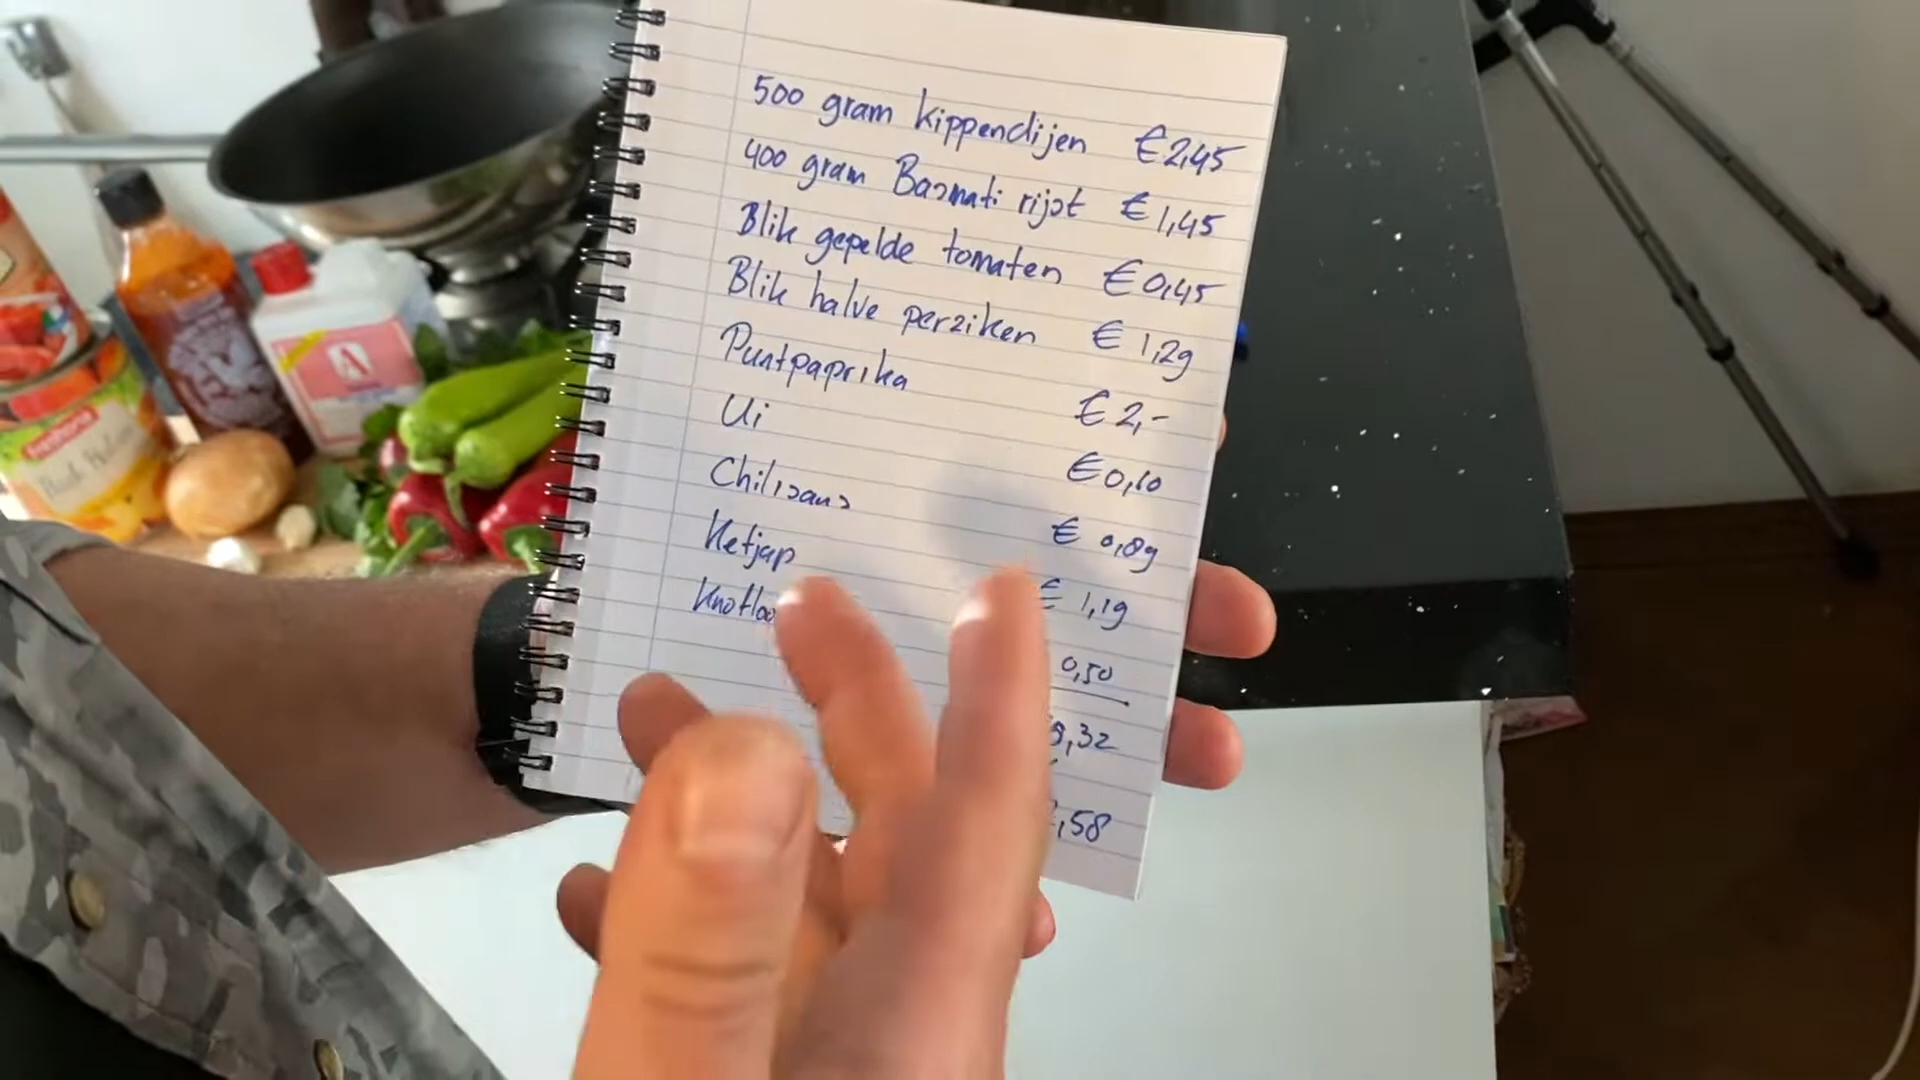 500 gram kippendijen €2,45
400 gram Basmati rijst €1,45
Blik gepelde tomaten €0,45
Blik halve perziken €1,29
Puntpaprika €2,-
Ui €0,10
Chilisaus €0,89
Ketjap € 1,19
0,50
9,32
,58